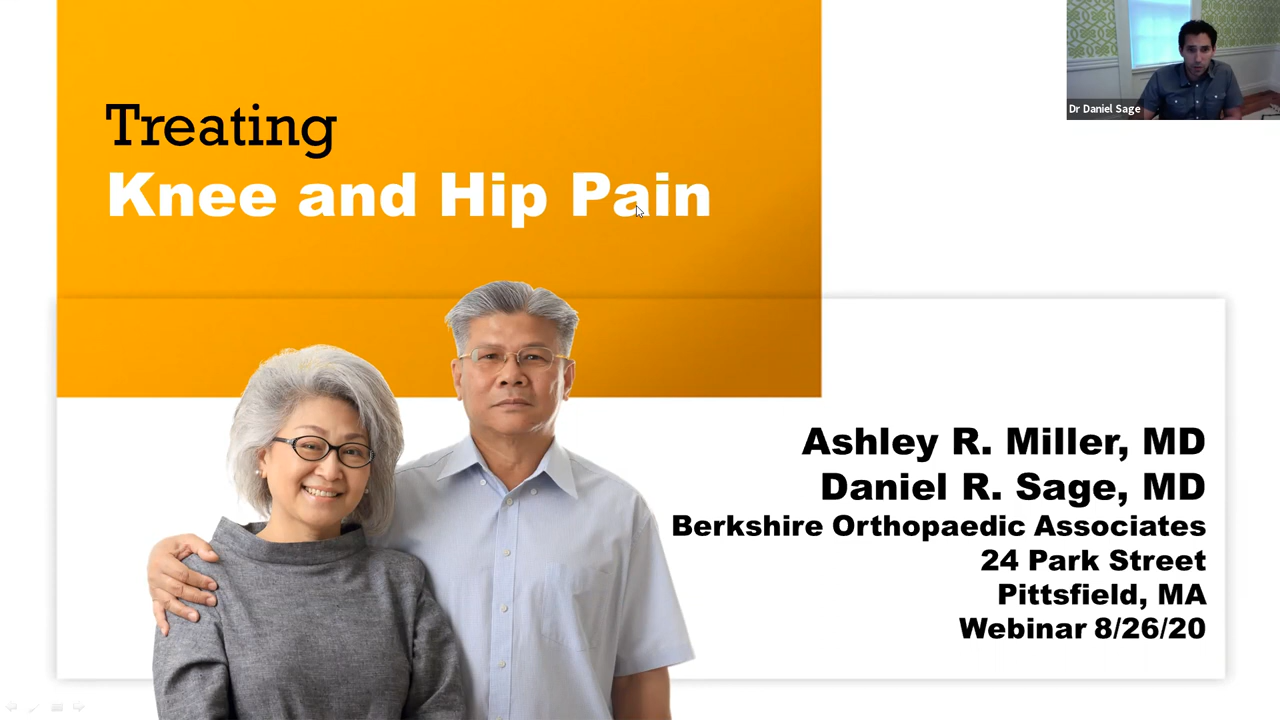 Treating
Knee and Hip Pain
Dr Daniel Sage
Ashley R. Miller, MD
Daniel R. Sage, MD
Berkshire Orthopaedic Associates
24 Park Street
Pittsfield, MA
Webinar 8/26/20